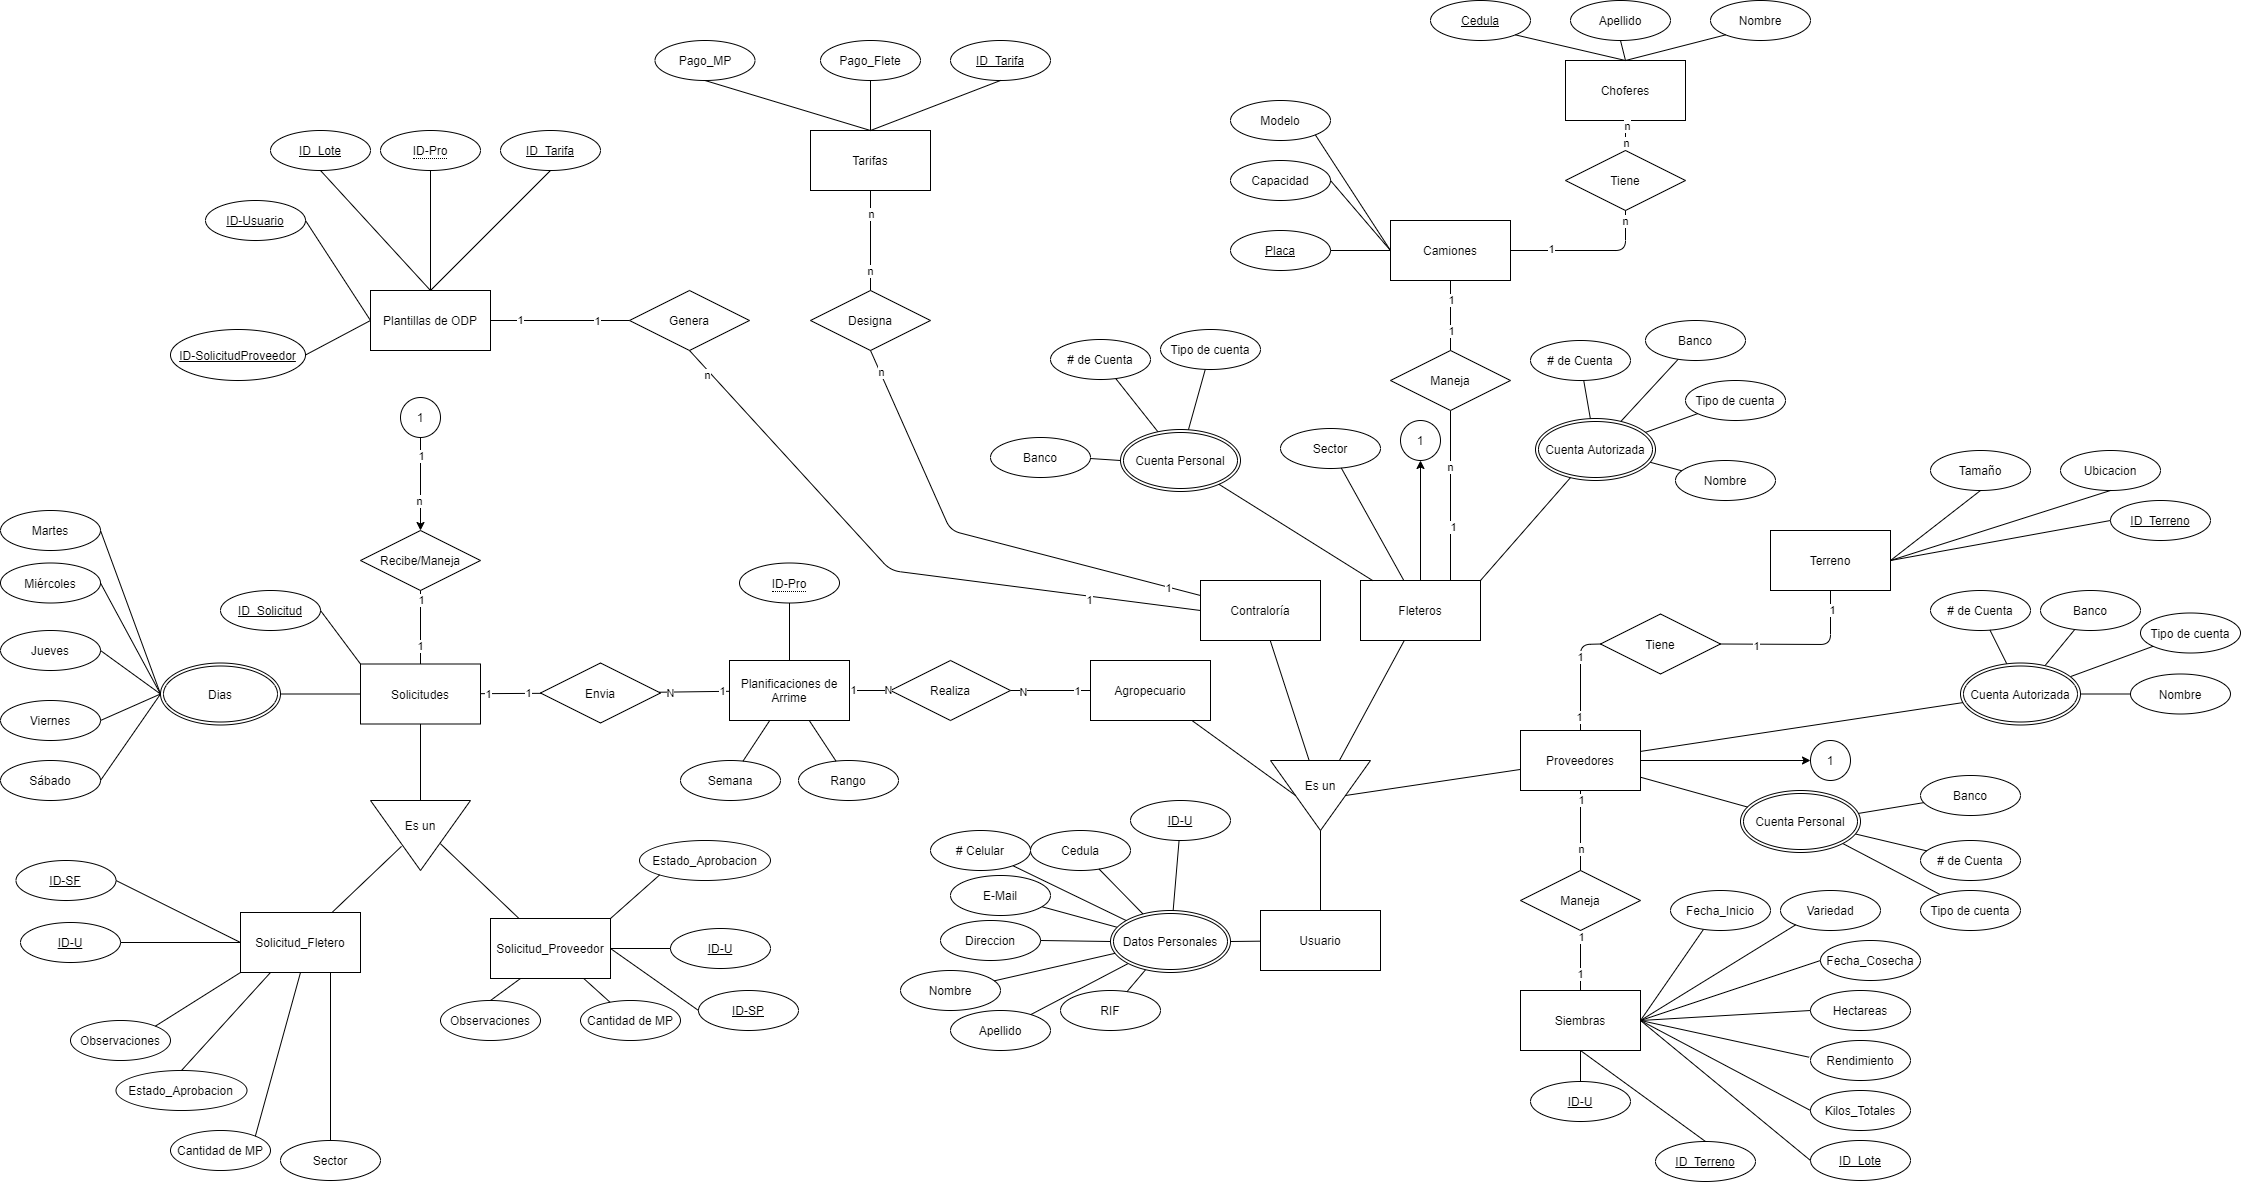 Cedula
Apellido
Nombre
Pago_MP
Pago_Flete
ID_Tarifa
Choferes
n
n
Modelo
Tiene
n
Capacidad
Placa
Camiones
1
ID_Lote
ID-Pro
ID_Tarifa
Tarifas
n
n
ID-Usuario
Plantillas de ODP
1
1
Genera
n
Designa
n
ID-SolicitudProveedor
1
1
Maneja
n
1
# de Cuenta
Tipo de cuenta
Banco
Cuenta Personal
Sector
1
# de Cuenta
Banco
Tipo de cuenta
Cuenta Autorizada
Nombre
1
1
n
Recibe/Maneja
1
1
Tamaño
Ubicacion
ID_Terreno
Terreno
1
Martes
Miércoles
Jueves
Viernes
Sábado
Dias
ID_Solicitud
Solicitudes
1
1
Envia
N
1
ID-Pro
Planificaciones de
Arrime
Semana
Rango
1
N
Realiza
N
1
Agropecuario
1
1
Contraloría
Fleteros
Tiene
1
1
1
# de Cuenta
Banco
Tipo de cuenta
Cuenta Autorizada
Nombre
Proveedores
1
Es un
Es un
1
n
Maneja
1
1
Cuenta Personal
Banco
# de Cuenta
Tipo de cuenta
ID-U
# Celular
Cedula
E-Mail
Direccion
Datos Personales
Usuario
Nombre
Apellido
RIF
ID-SF
ID-U
Solicitud_Fletero
Observaciones
Estado_Aprobacion
Cantidad de MP
Sector
Estado_Aprobacion
Solicitud_Proveedor
ID-U
ID-SP
Observaciones
Cantidad de MP
Fecha_Inicio
Variedad
Fecha_Cosecha
Siembras
Hectareas
Rendimiento
Kilos_Totales
ID_Lote
ID-U
ID_Terreno